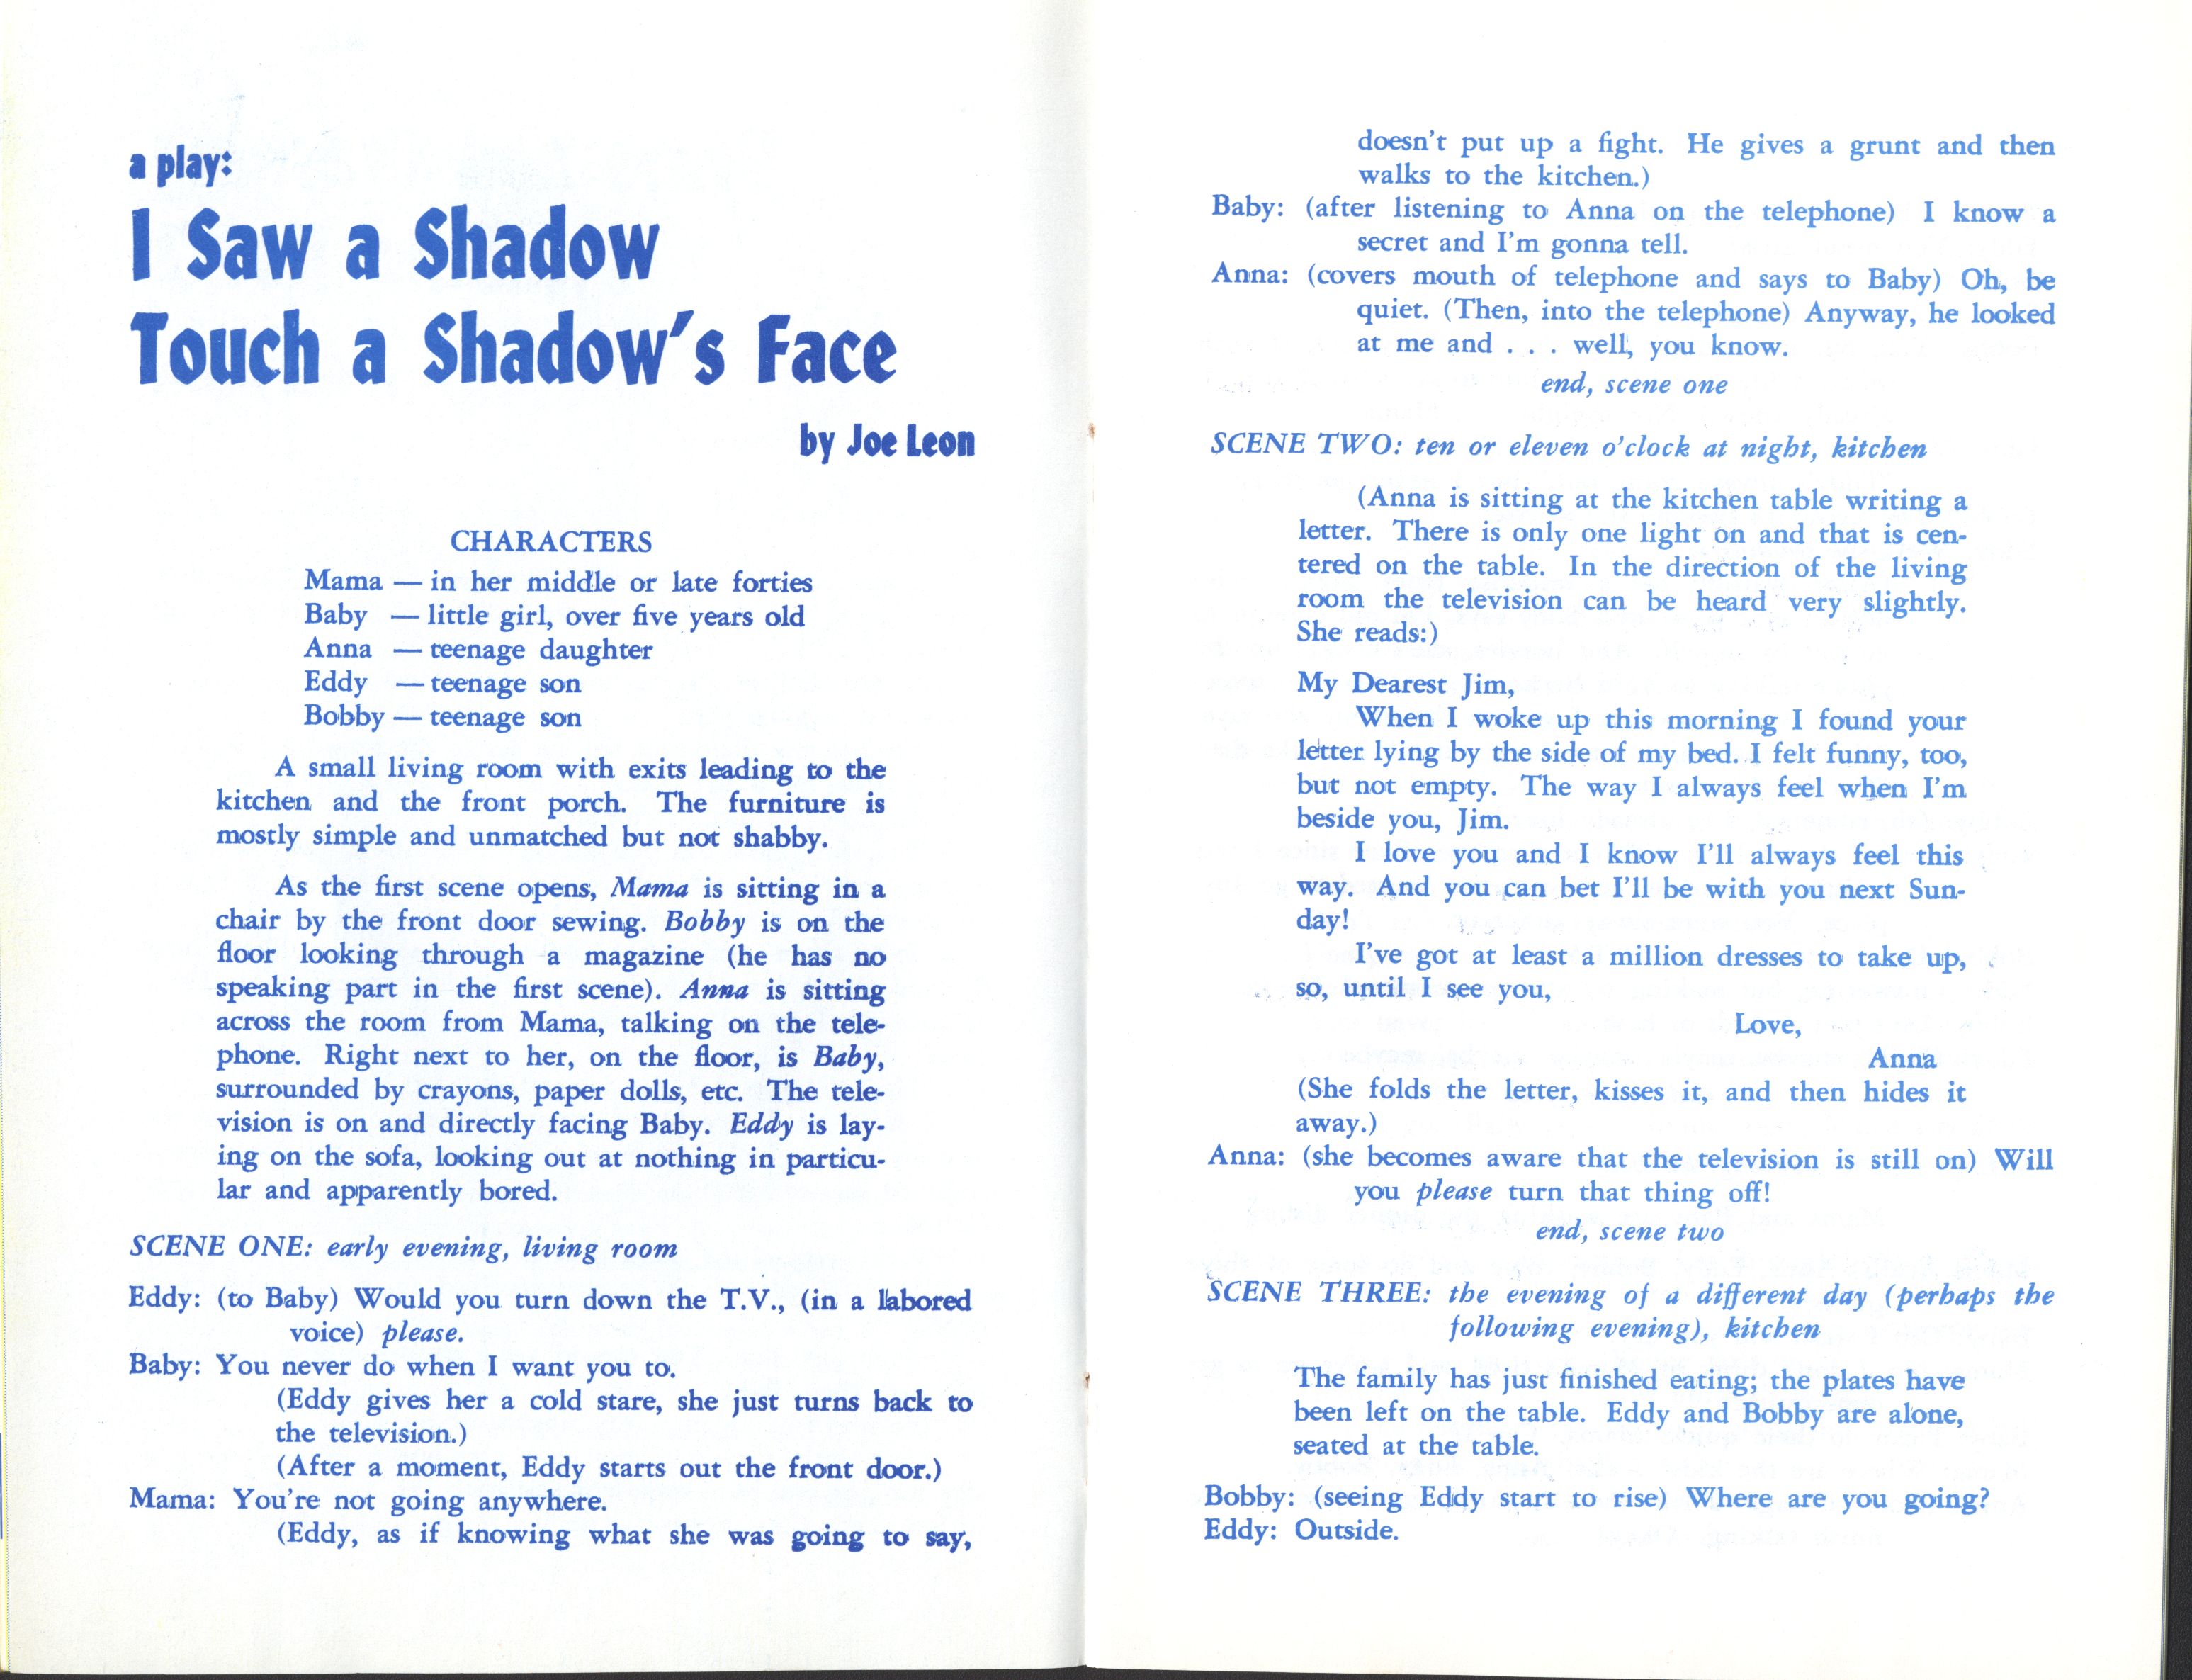 a play:
I Saw a Shadow
Touch a Shadow's Face
by Joe Leon
CHARACTERS
Mama — in her middle or late forties
Baby — little girl, over five years old
Anna — teenage daughter
Eddy — teenage son
Bobby — teenage son
A small living room with exits leading to the
kitchen and the front porch. The furniture is
mostly simple and unmatched but not shabby.
As the first scene opens, Mama is sitting in a
chair by the front door sewing. Bobby is on the
floor looking through a magazine (he has no
speaking part in the first scene). Anna is sitting
across the room from Mama, talking on the tele-
phone. Right next to her, on the floor, is Baby,
surrounded by crayons, paper dolls, etc. The tele-
vision is on and directly facing Baby. Eddy is lay-
ing on the sofa, looking out at nothing in particu-
lar and apparently bored.
SCENE ONE: early evening, living room
Eddy: (to Baby) Would you turn down the T.V., (in a labored
voice) please.
Baby: You never do when I want you to.
(Eddy gives her a cold stare, she just turns back to
the television.)
(After a moment, Eddy starts out the front door.)
Mama: You're not going anywhere.
(Eddy, as if knowing what she was going to say,
doesn't put up a fight. He gives a grunt and then
walks to the kitchen.)
Baby: (after listening to Anna on the telephone) I know a
secret and I'm gonna tell.
Anna: (covers mouth of telephone and says to Baby) Oh, be
quiet. (Then, into the telephone) Anyway, he looked
at me and . . . well, you know.
end, scene one
SCENE TWO: ten or eleven o'clock at night, kitchen
(Anna is sitting at the kitchen table writing a
letter. There is only one light on and that is cen-
tered on the table. In the direction of the living
room the television can be heard very slightly.
She reads:)
My Dearest Jim,
When I woke up this morning I found your
letter lying by the side of my bed. I felt funny, too,
but not empty. The way I always feel when I'm
beside you, Jim.
I love you and I know I'll always feel this
way. And you can bet I'll be with you next Sun-
day!
I've got at least a million dresses to take up,
so, until I see you,
Love,
Anna
(She folds the letter, kisses it, and then hides it
away.)
Anna: (she becomes aware that the television is still on) Will
you please turn that thing off!
end, scene two
SCENE THREE: the evening of a different day (perhaps the
following evening), kitchen
The family has just finished eating; the plates have
been left on the table. Eddy and Bobby are alone,
seated at the table.
Bobby: (seeing Eddy start to rise) Where are you going?
Eddy: Outside.